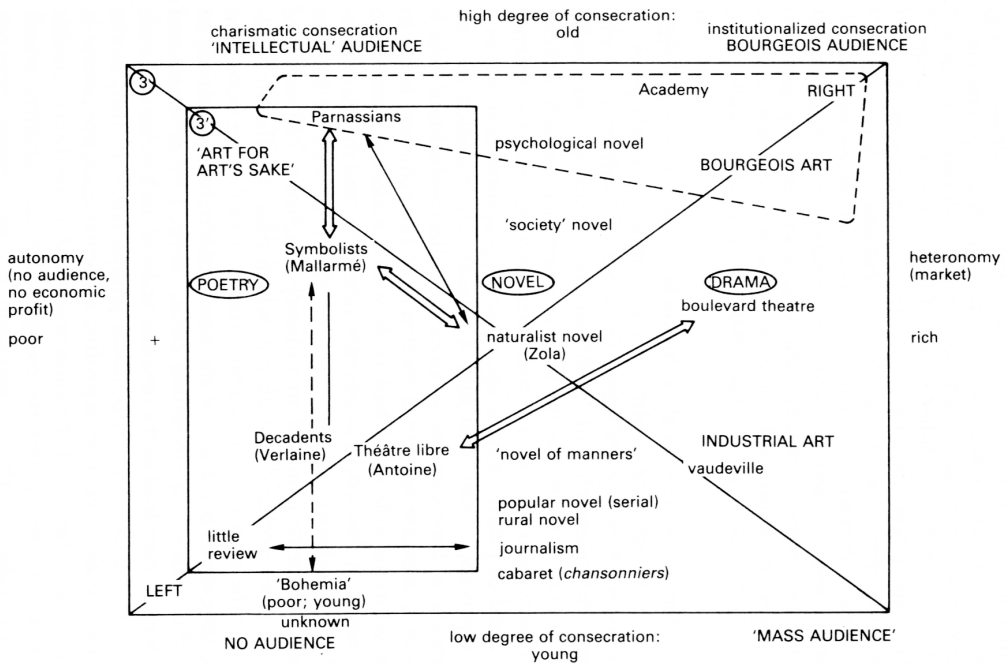 high degree of consecration:
old
charismatic consecration
'INTELLECTUAL' AUDIENCE
institutionalized consecration
BOURGEOIS AUDIENCE
3
Academy
RIGHT
3'
Parnassians
'ART FOR
ART'S SAKE'
psychological novel
BOURGEOIS ART
'society' novel
autonomy
(no audience,
no economic
profit)
poor
+
Symbolists
(Mallarmé)
POETRY
NOVEL
DRAMA
boulevard theatre
heteronomy
(market)
rich
naturalist novel
(Zola)
Decadents
(Verlaine)
Théâtre libre
(Antoine)
'novel of manners'
INDUSTRIAL ART
vaudeville
popular novel (serial)
rural novel
little
review
journalism
cabaret (chansonniers)
LEFT
'Bohemia'
(poor; young)
unknown
NO AUDIENCE
low degree of consecration:
young
'MASS AUDIENCE'